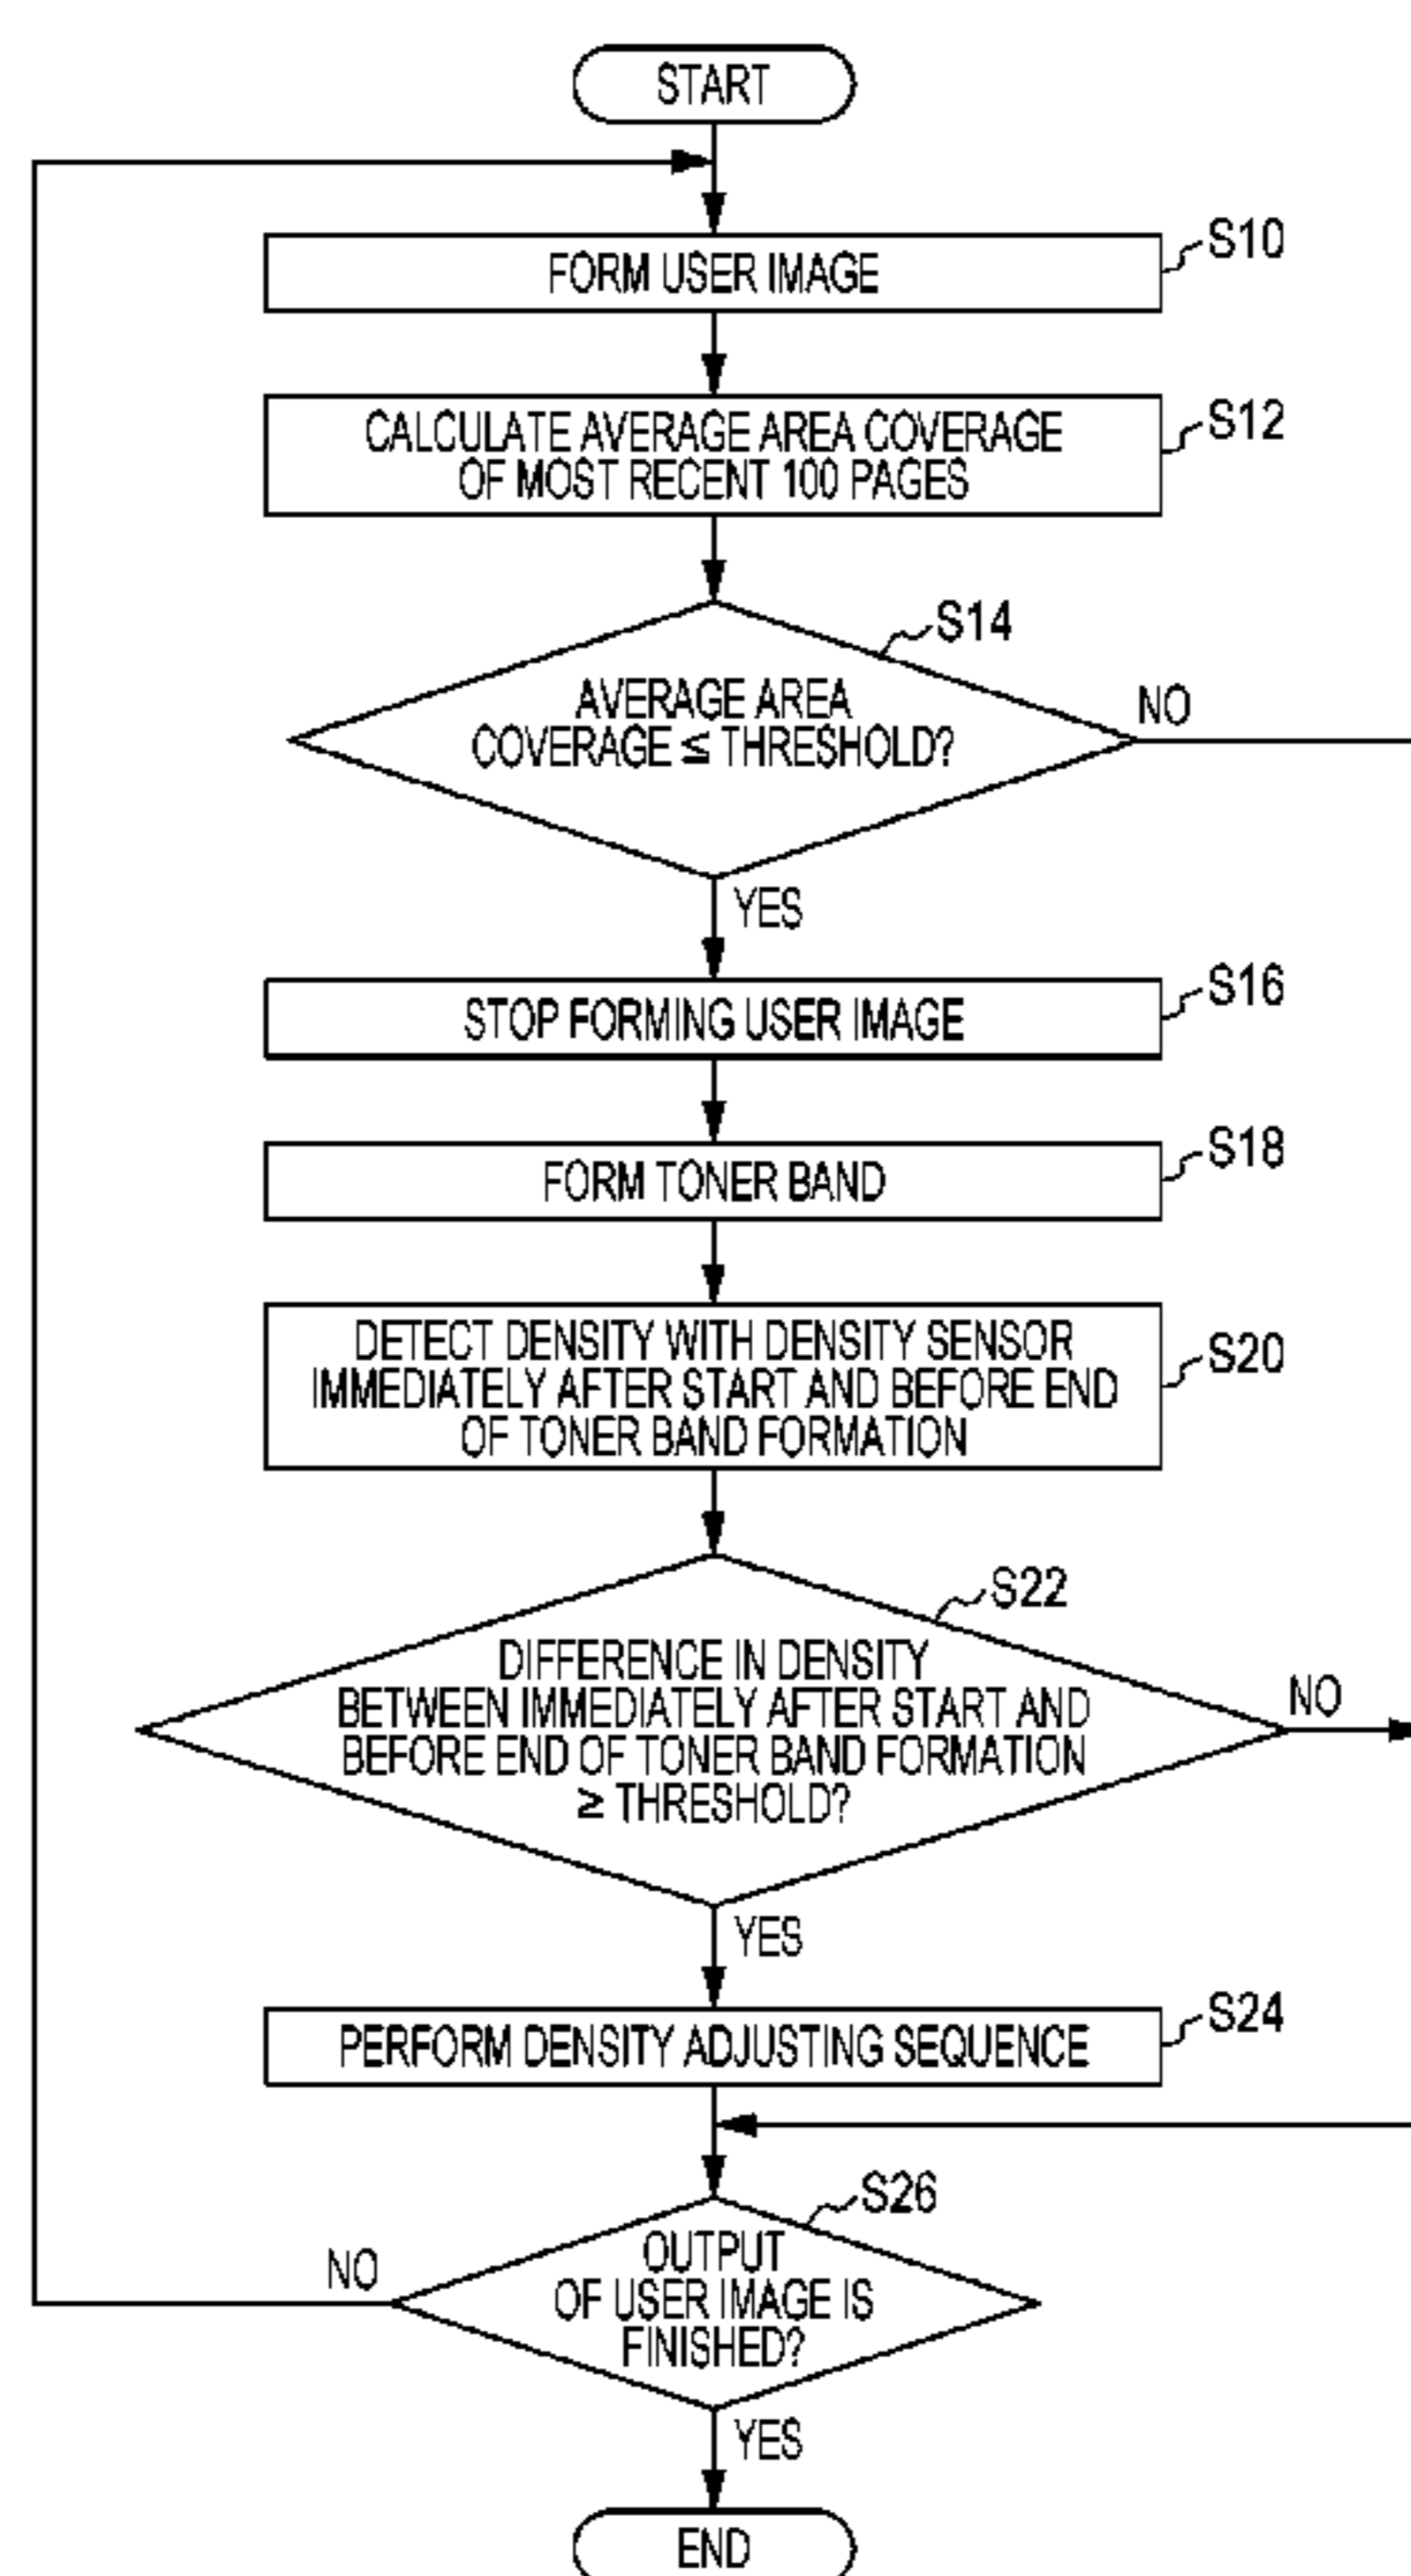 START
FORM USER IMAGE
S10
CALCULATE AVERAGE AREA COVERAGE
OF MOST RECENT 100 PAGES
S12
S14
AVERAGE AREA
COVERAGE ≤ THRESHOLD?
NO
YES
STOP FORMING USER IMAGE
S16
FORM TONER BAND
S18
DETECT DENSITY WITH DENSITY SENSOR
IMMEDIATELY AFTER START AND BEFORE END
OF TONER BAND FORMATION
S20
S22
DIFFERENCE IN DENSITY
BETWEEN IMMEDIATELY AFTER START AND
BEFORE END OF TONER BAND FORMATION
≥ THRESHOLD?
NO
YES
PERFORM DENSITY ADJUSTING SEQUENCE
S24
S26
OUTPUT
OF USER IMAGE IS
FINISHED?
NO
YES
END